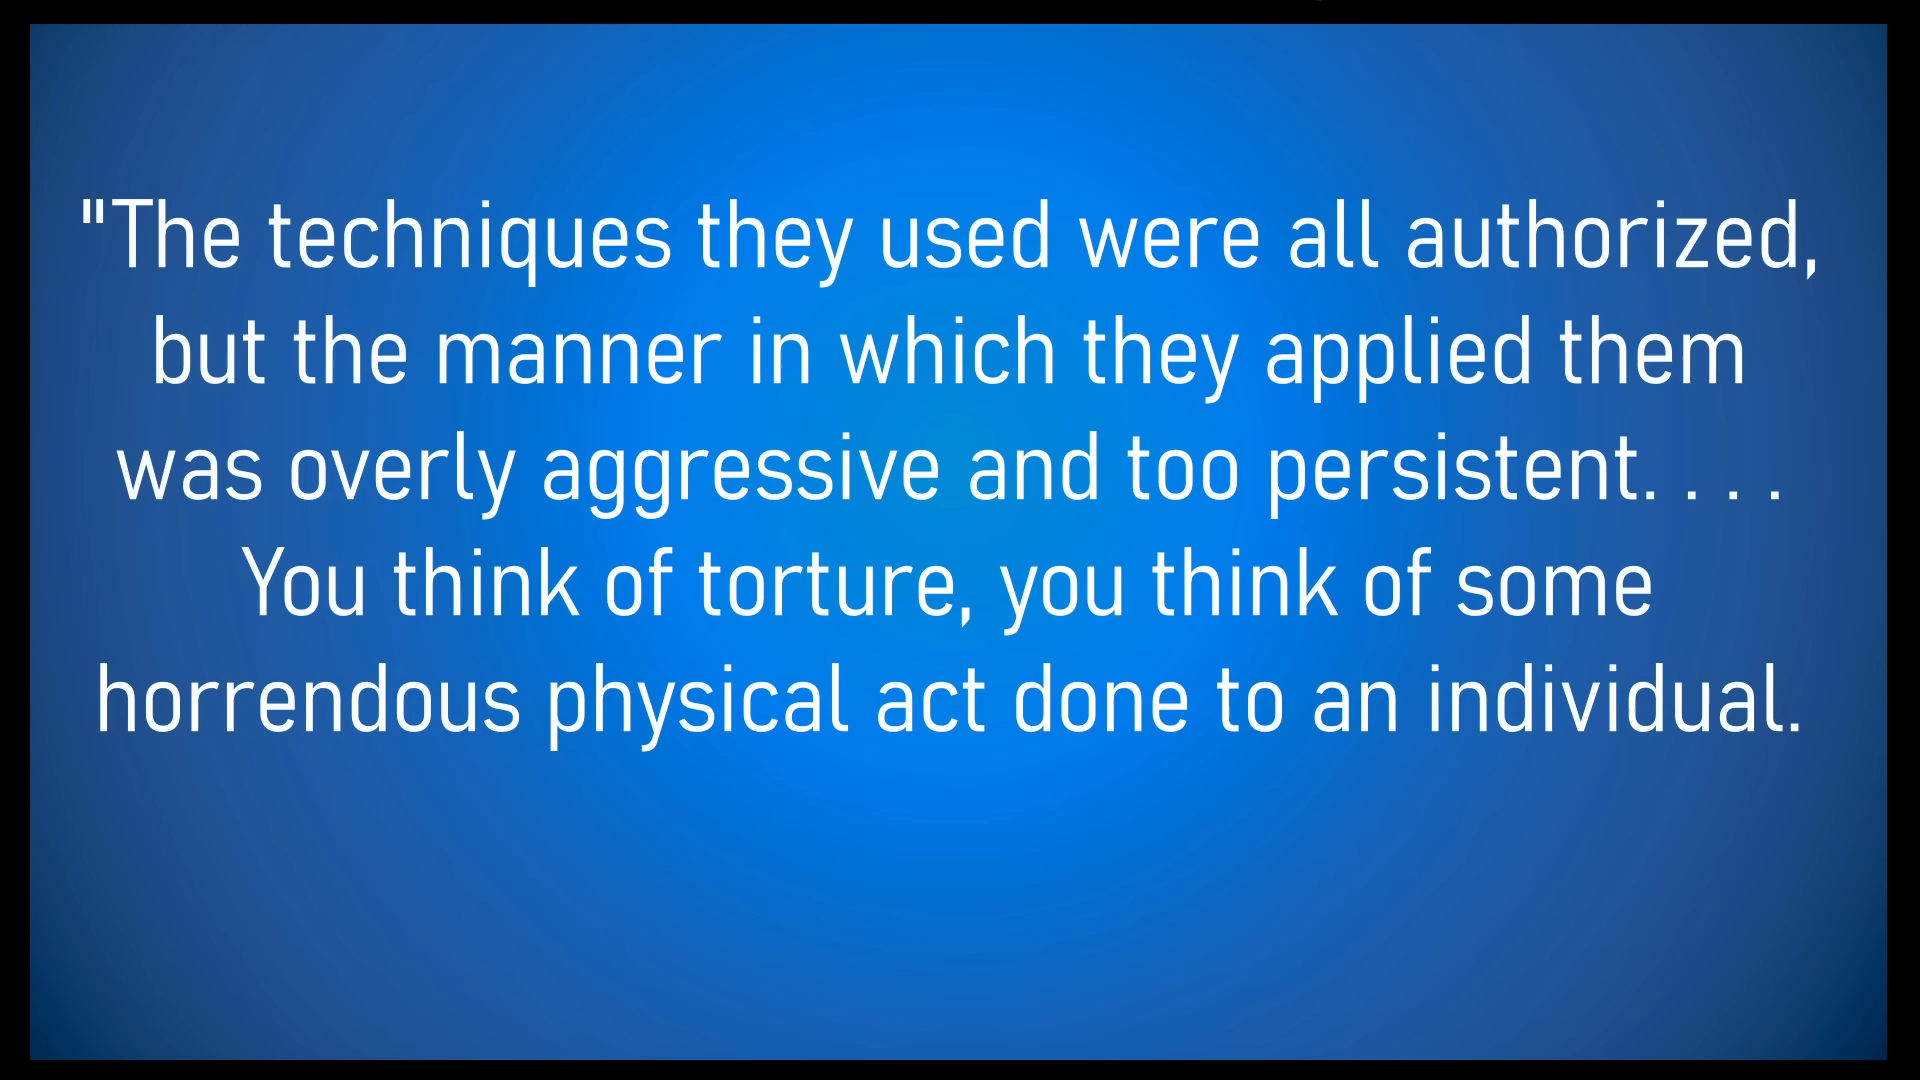 "The techniques they used were all authorized,
but the manner in which they applied them
was overly aggressive and too persistent. . . .
You think of torture, you think of some
horrendous physical act done to an individual.